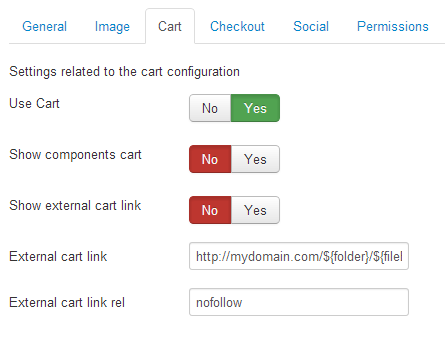 General Image Cart Checkout Social Permissions
Settings related to the cart configuration
Use Cart No Yes
Show components cart No Yes
Show external cart link No Yes
External cart link http://mydomain.com/${folder}/${filel
External cart link rel nofollow